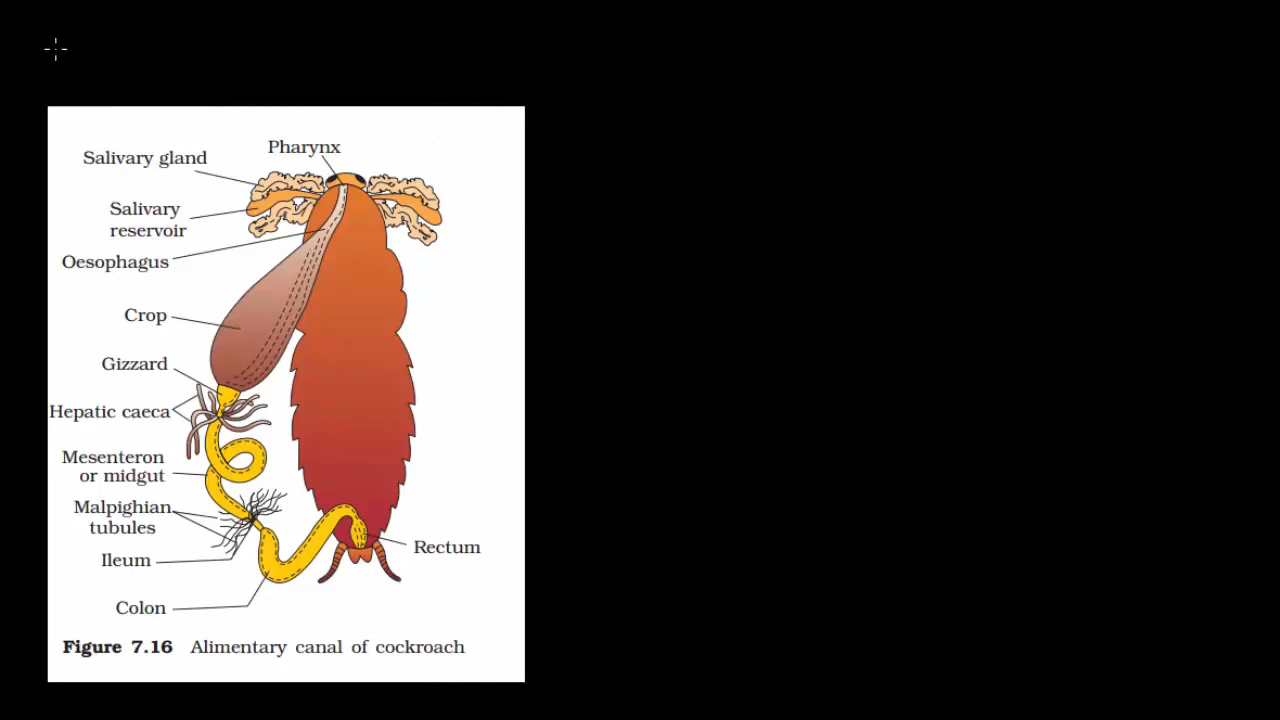 Pharynx
Salivary gland
Salivary
reservoir
Oesophagus
Crop
Gizzard
Hepatic caeca
Mesenteron
or midgut
Malpighian
tubules
Ileum
Rectum
Colon
Figure 7.16 Alimentary canal of cockroach